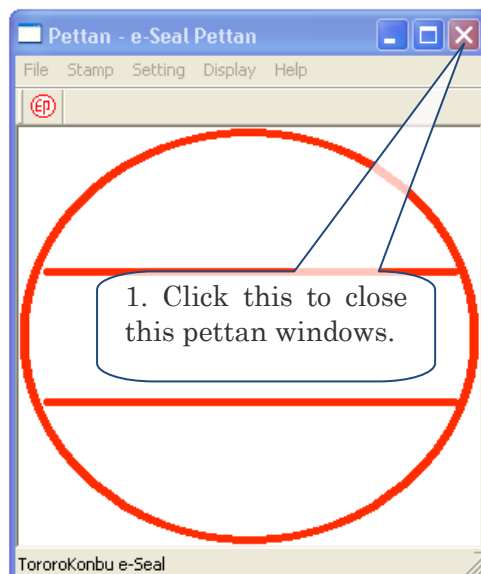 Pettan - e-Seal Pettan
File Stamp Setting Display Help
EP
1. Click this to close
this pettan windows.
TororoKonbu e-Seal